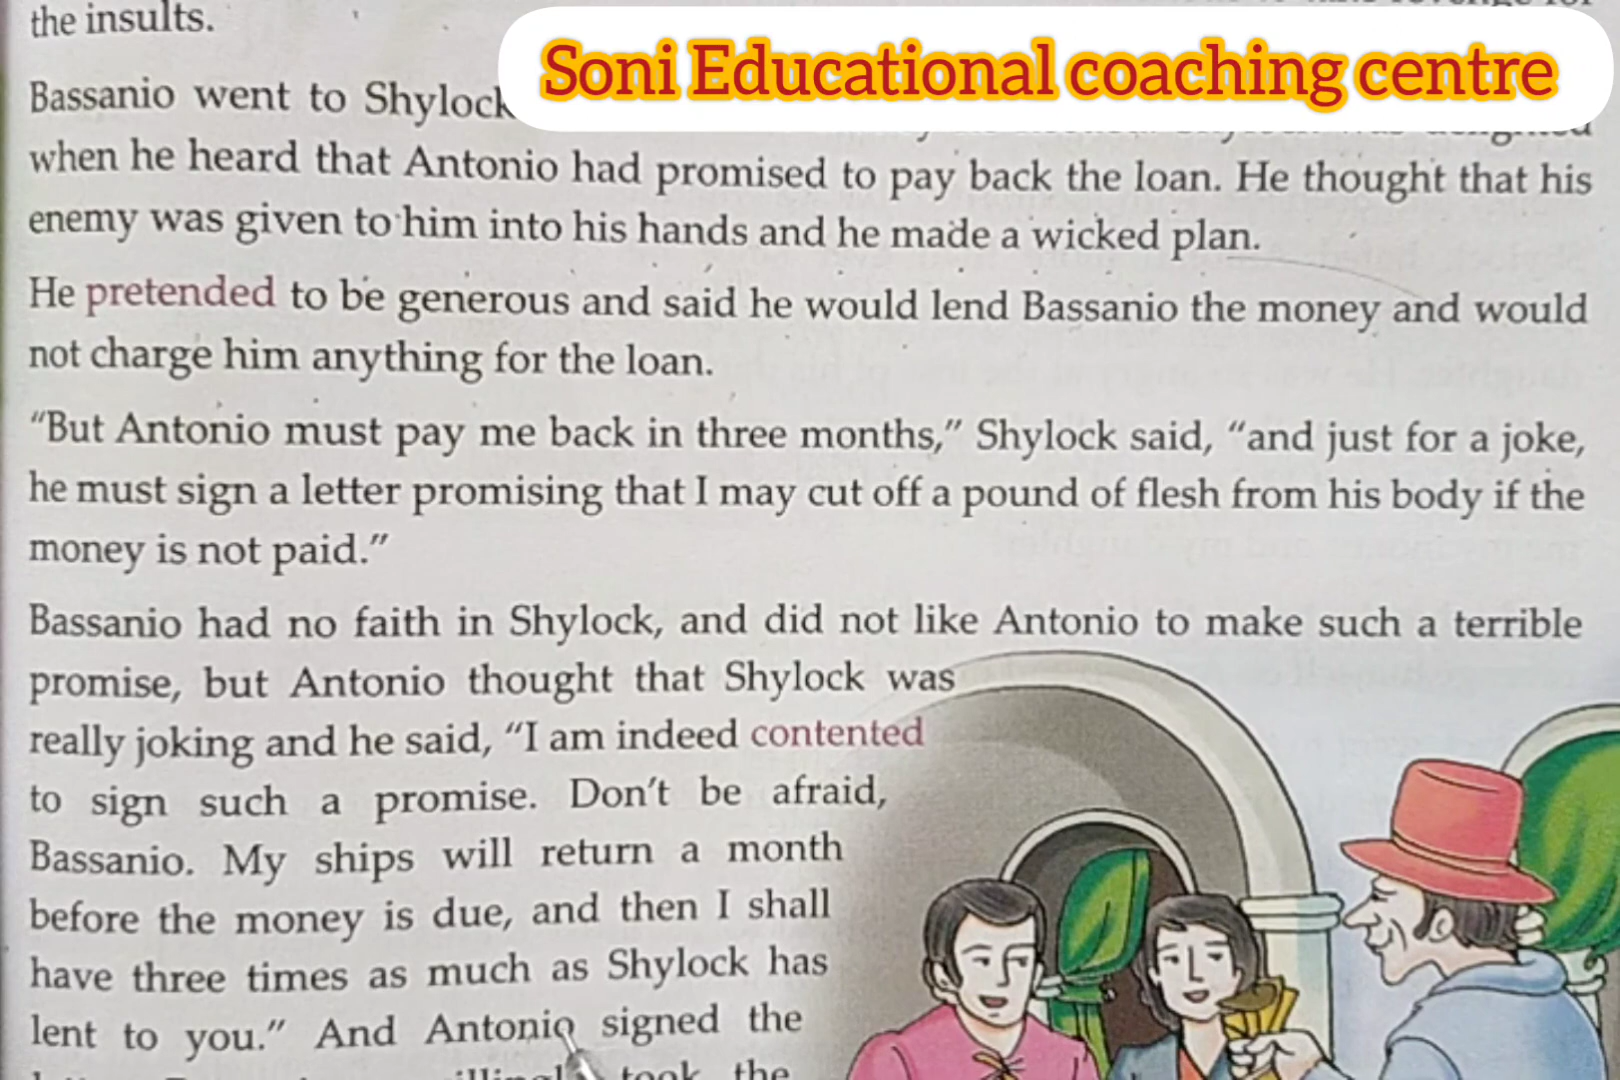 the insults.
Soni Educational coaching centre
Bassanio went to Shylock
when he heard that Antonio had promised to pay back the loan. He thought that his
enemy was given to him into his hands and he made a wicked plan.
He pretended to be generous and said he would lend Bassanio the money and would
not charge him anything for the loan.
“But Antonio must pay me back in three months,” Shylock said, “and just for a joke,
he must sign a letter promising that I may cut off a pound of flesh from his body if the
money is not paid.”
Bassanio had no faith in Shylock, and did not like Antonio to make such a terrible
promise, but Antonio thought that Shylock was
really joking and he said, “I am indeed contented
to sign such a promise. Don’t be afraid,
Bassanio. My ships will return a month
before the money is due, and then I shall
have three times as much as Shylock has
lent to you.” And Antonio signed the
took the